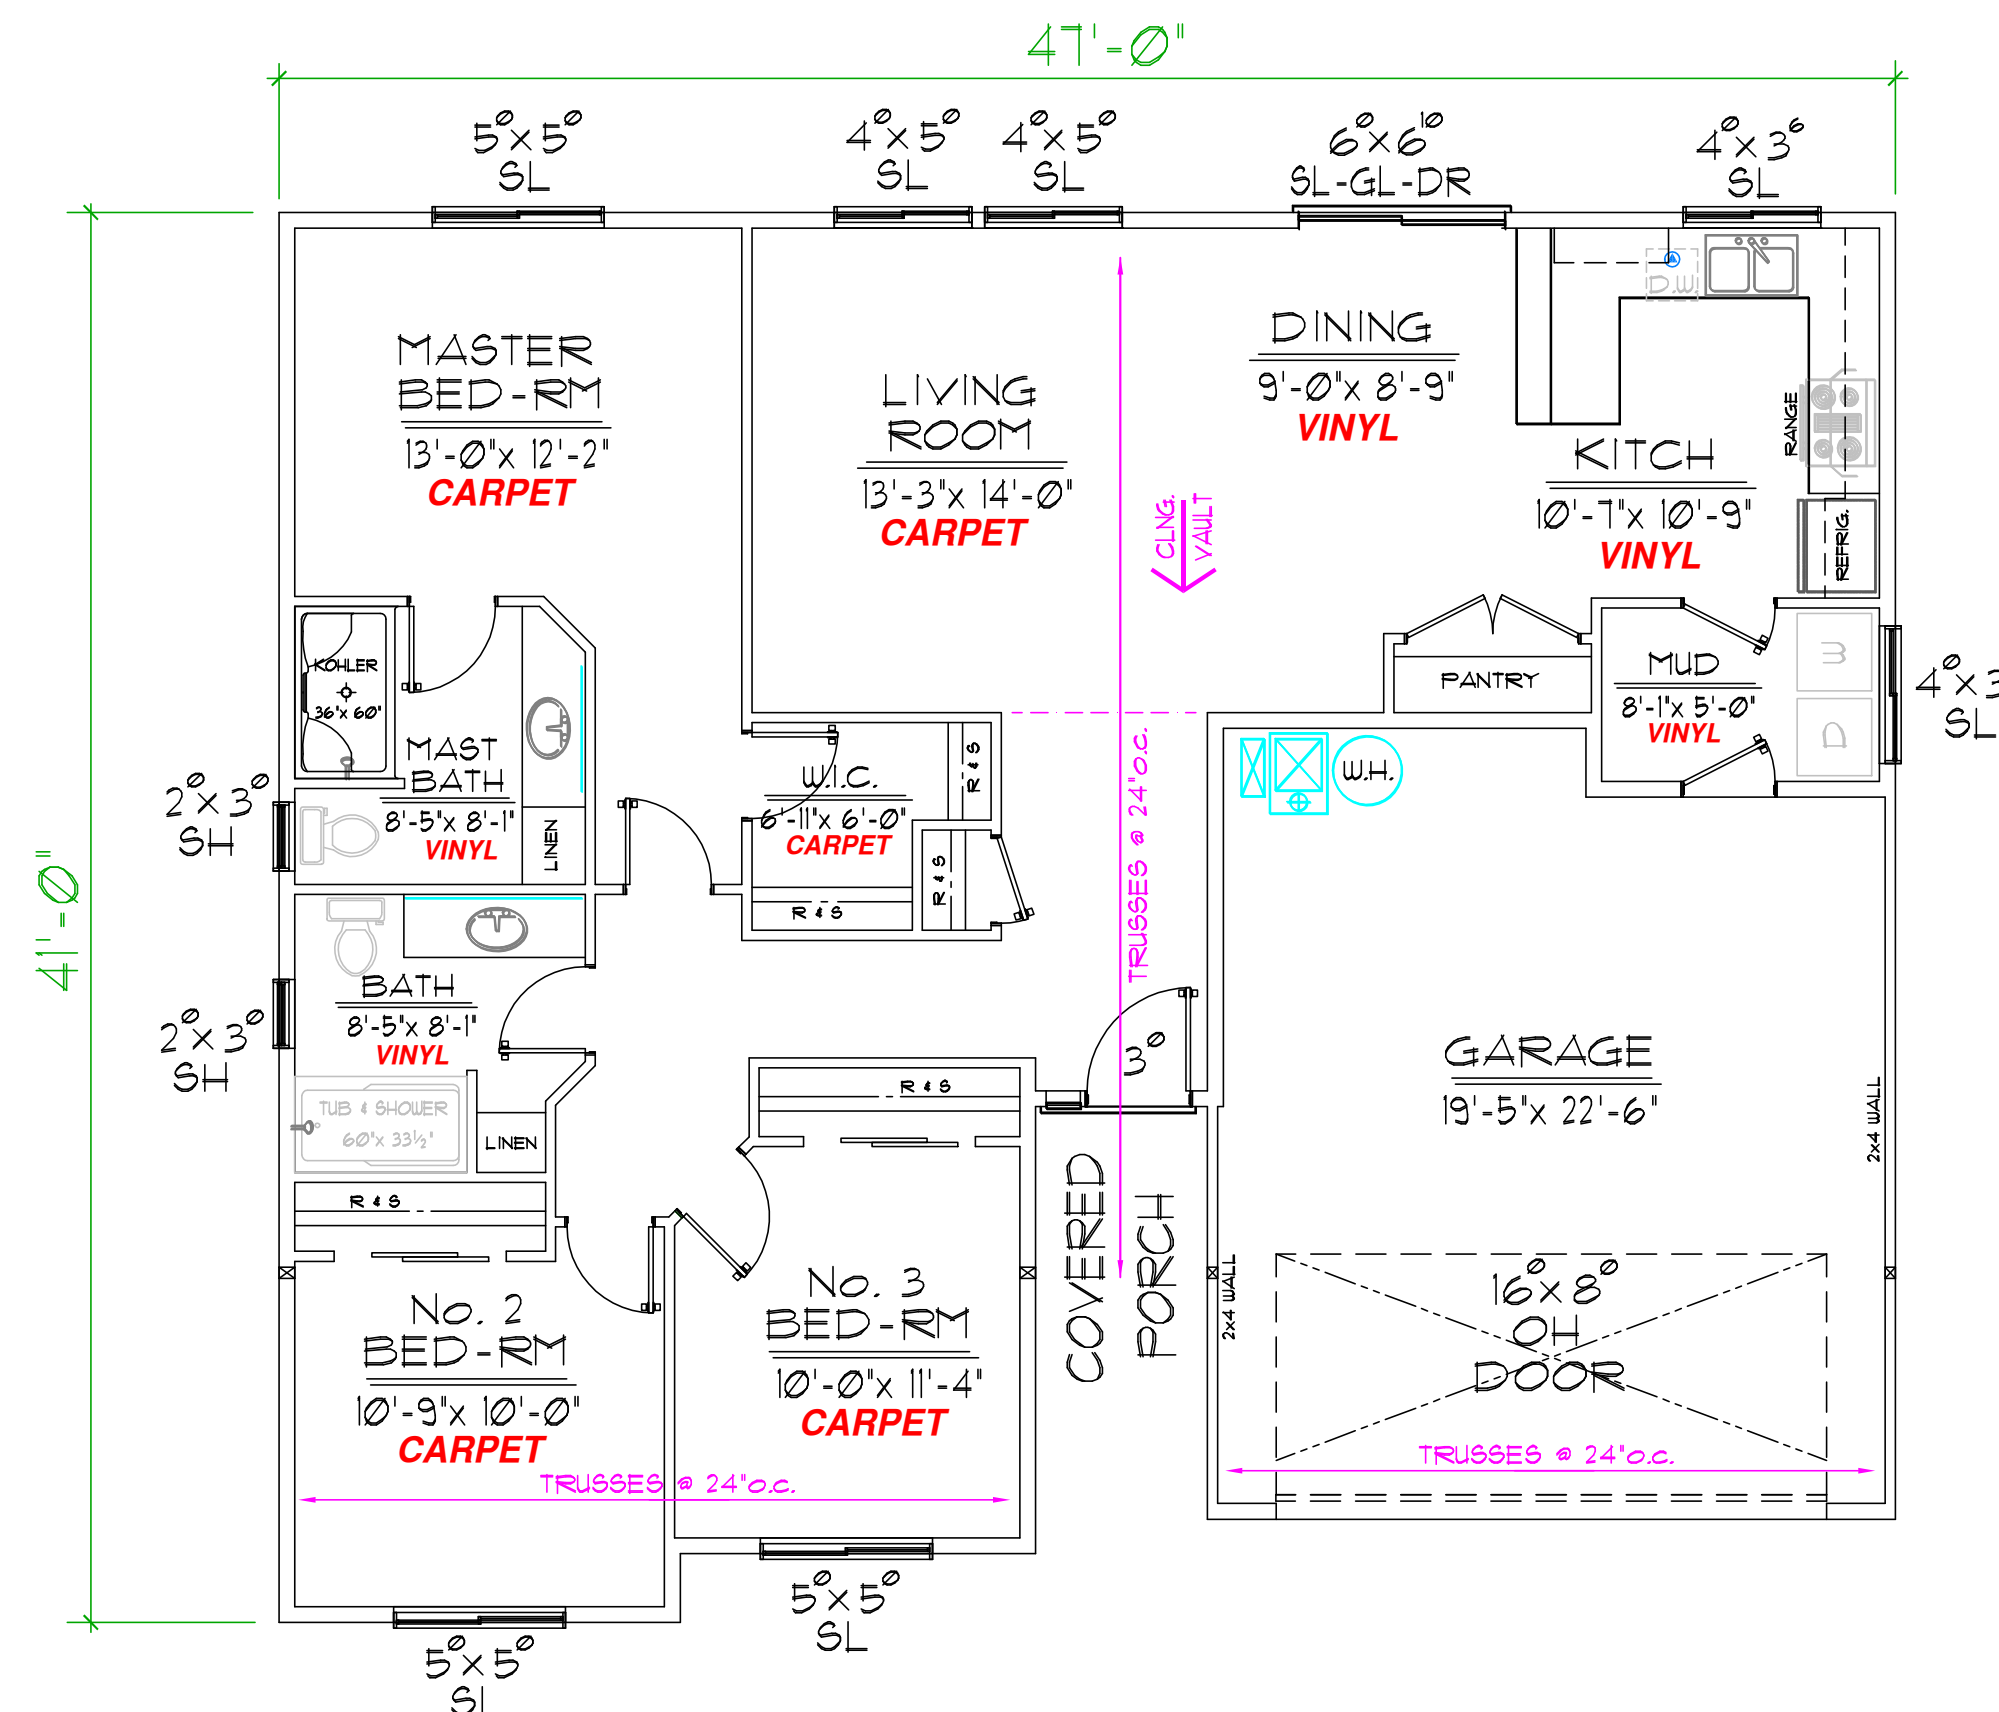 47'-0"
5⁰x5⁰
SL
4⁰x5⁰
SL
4⁰x5⁰
SL
6⁰x6¹⁰
SL-GL-DR
4⁰x3⁶
SL
MASTER
BED-RM
13'-0"x 12'-2"
CARPET
LIVING
ROOM
13'-3"x 14'-0"
CARPET
DINING
9'-0"x 8'-9"
VINYL
D.W.
RANGE
KITCH
10'-7"x 10'-9"
VINYL
REFRIG.
CLNG.
VAULT
KOHLER
36"x 60"
MAST
BATH
8'-5"x 8'-1"
VINYL
LINEN
2⁰x3⁰
SH
W.I.C.
6'-11"x 6'-0"
CARPET
R & S
R & S
R & S
TRUSSES @ 24"o.c.
PANTRY
MUD
8'-1"x 5'-0"
VINYL
W
D
4⁰x3
SL
W.H.
41'-0"
2⁰x3⁰
SH
BATH
8'-5"x 8'-1"
VINYL
TUB & SHOWER
60"x 33½"
LINEN
R & S
R & S
3⁰
GARAGE
19'-5"x 22'-6"
2x4 WALL
2x4 WALL
COVERED
PORCH
No. 2
BED-RM
10'-9"x 10'-0"
CARPET
No. 3
BED-RM
10'-0"x 11'-4"
CARPET
16⁰x8⁰
OH
DOOR
TRUSSES @ 24"o.c.
TRUSSES @ 24"o.c.
5⁰x5⁰
SL
5⁰x5⁰
SL